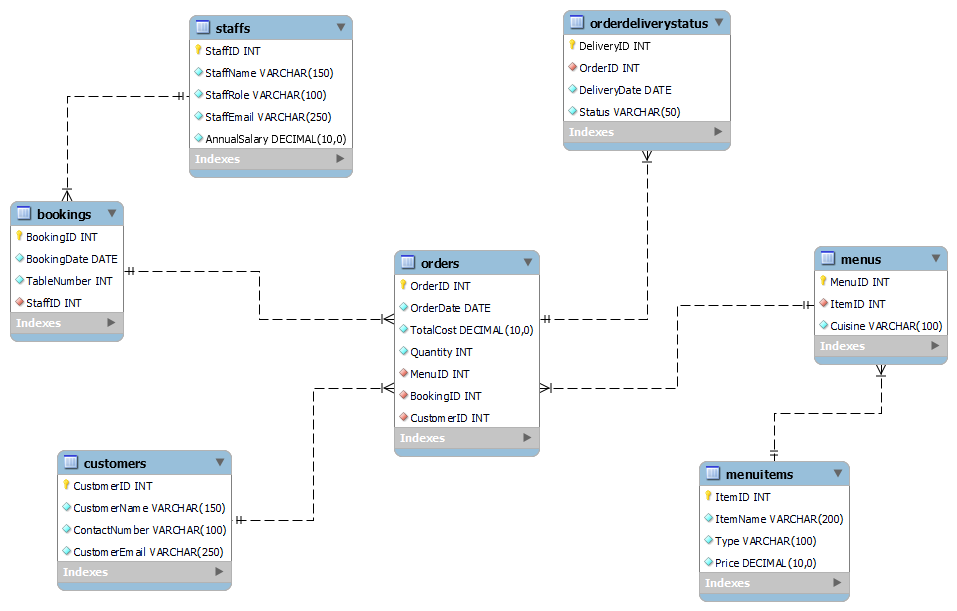 staffs
StaffID INT
StaffName VARCHAR(150)
StaffRole VARCHAR(100)
StaffEmail VARCHAR(250)
AnnualSalary DECIMAL(10,0)
Indexes
orderdeliverystatus
DeliveryID INT
OrderID INT
DeliveryDate DATE
Status VARCHAR(50)
Indexes
bookings
BookingID INT
BookingDate DATE
TableNumber INT
StaffID INT
Indexes
orders
OrderID INT
OrderDate DATE
TotalCost DECIMAL(10,0)
Quantity INT
MenuID INT
BookingID INT
CustomerID INT
Indexes
menus
MenuID INT
ItemID INT
Cuisine VARCHAR(100)
Indexes
customers
CustomerID INT
CustomerName VARCHAR(150)
ContactNumber VARCHAR(100)
CustomerEmail VARCHAR(250)
Indexes
menuitems
ItemID INT
ItemName VARCHAR(200)
Type VARCHAR(100)
Price DECIMAL(10,0)
Indexes